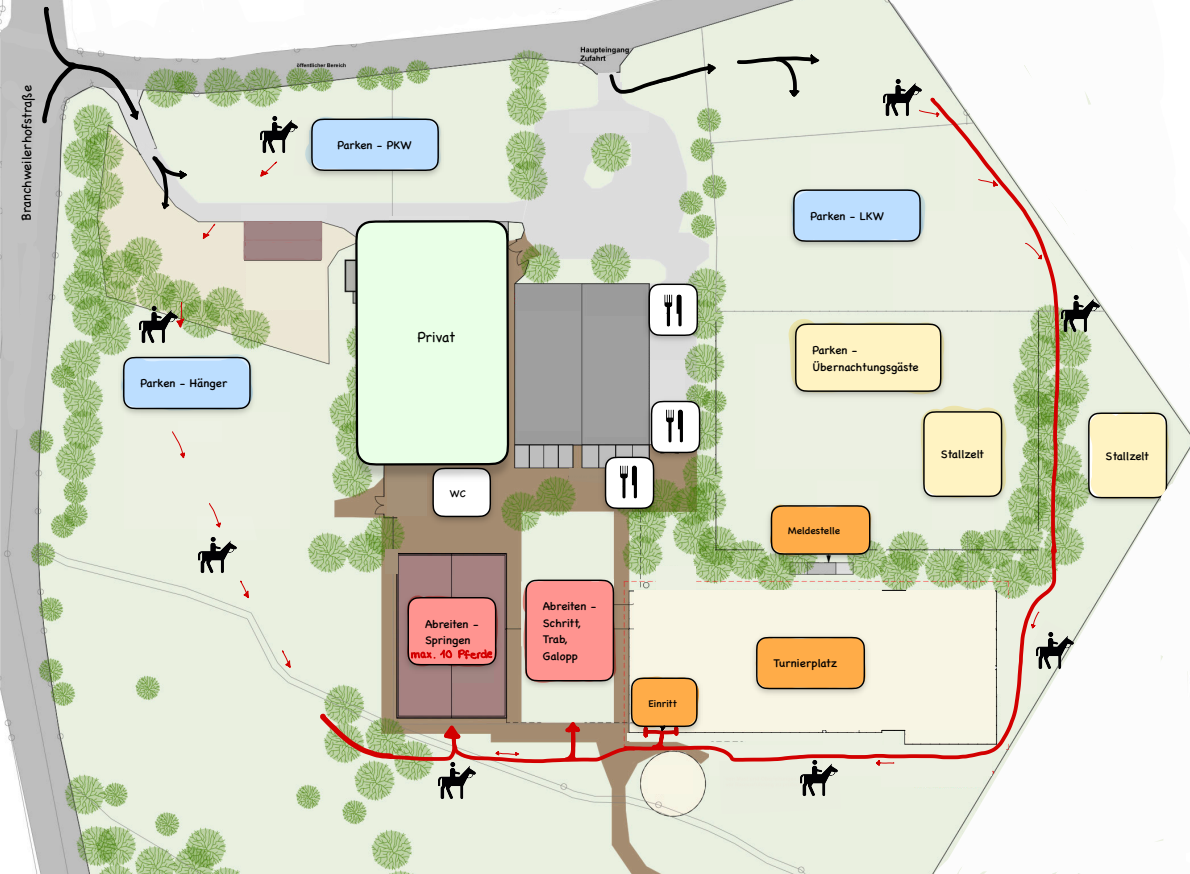 Haupteingang
Zufahrt
öffentlicher Bereich
Branchweilerhofstraße
Parken - PKW
Parken - LKW
Privat
Parken -
Übernachtungsgäste
Parken - Hänger
Stallzelt
Stallzelt
WC
Meldestelle
Abreiten -
Springen
max. 10 Pferde
Abreiten -
Schritt,
Trab,
Galopp
Turnierplatz
Einritt